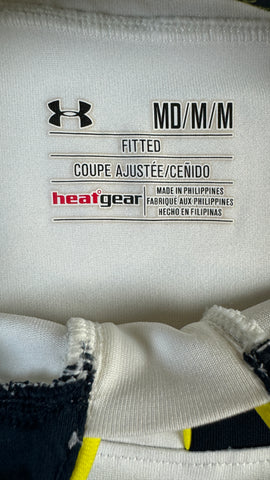 MD/M/M
FITTED
COUPE AJUSTÉE/CEÑIDO
heatgear
MADE IN PHILIPPINES
FABRIQUÉ AUX PHILIPPINES
HECHO EN FILIPINAS